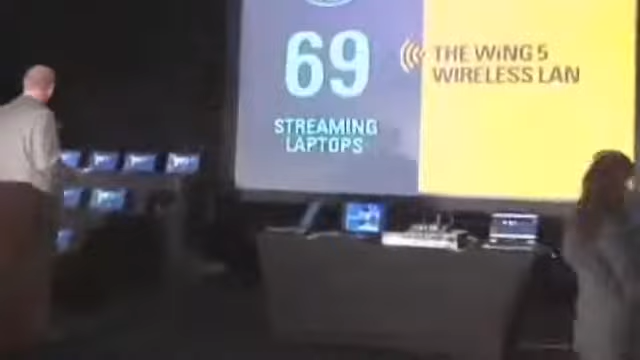 69
STREAMING
LAPTOPS
THE WiNG 5
WIRELESS LAN